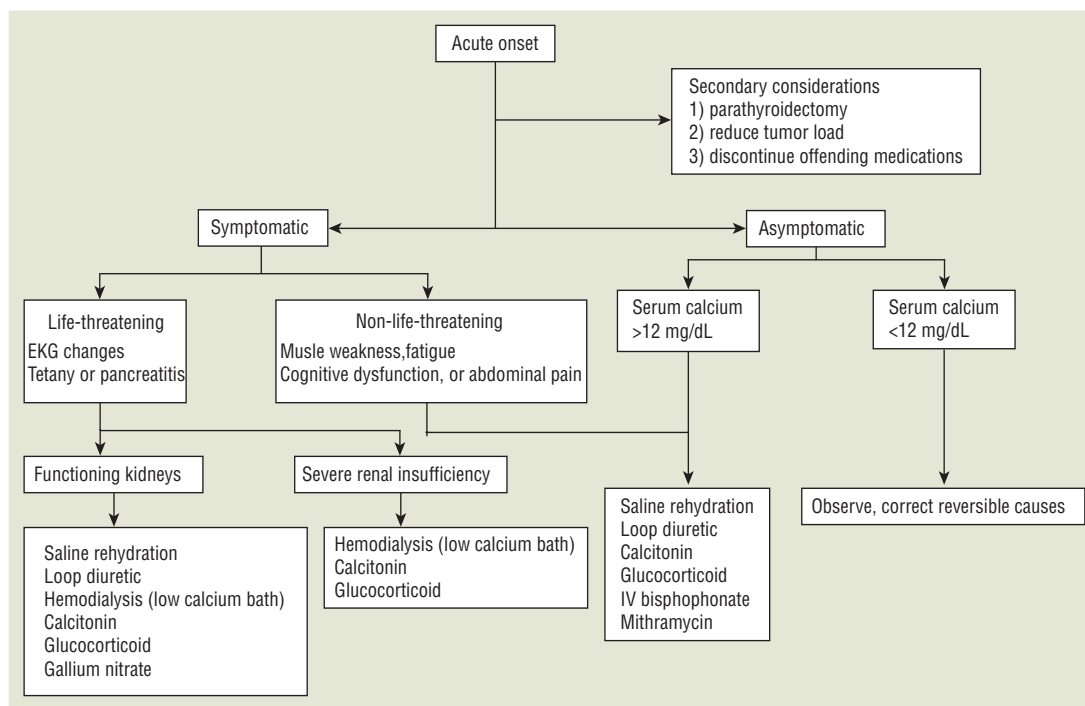 Acute onset
Secondary considerations
1) parathyroidectomy
2) reduce tumor load
3) discontinue offending medications
Symptomatic
Asymptomatic
Life-threatening
EKG changes
Tetany or pancreatitis
Non-life-threatening
Musle weakness,fatigue
Cognitive dysfunction, or abdominal pain
Serum calcium
>12 mg/dL
Serum calcium
<12 mg/dL
Functioning kidneys
Severe renal insufficiency
Saline rehydration
Loop diuretic
Hemodialysis (low calcium bath)
Calcitonin
Glucocorticoid
Gallium nitrate
Hemodialysis (low calcium bath)
Calcitonin
Glucocorticoid
Saline rehydration
Loop diuretic
Calcitonin
Glucocorticoid
IV bisphophonate
Mithramycin
Observe, correct reversible causes